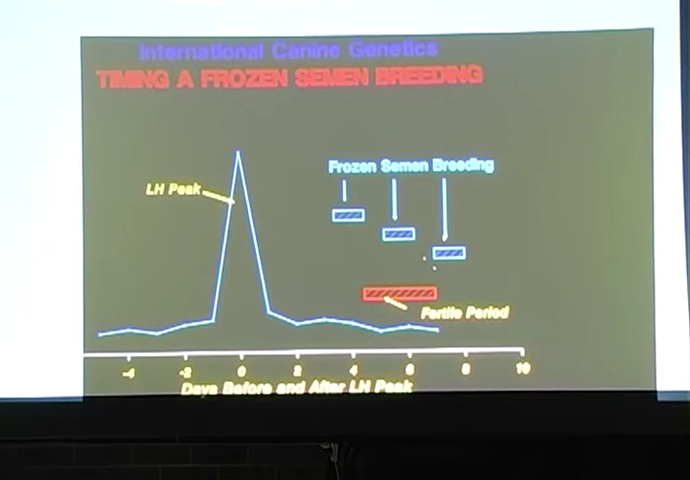 International Canine Genetics
TIMING A FROZEN SEMEN BREEDING
Frozen Semen Breeding
LH Peak
Fertile Period
-4 -2 0 2 4 6 8 10
Days Before and After LH Peak